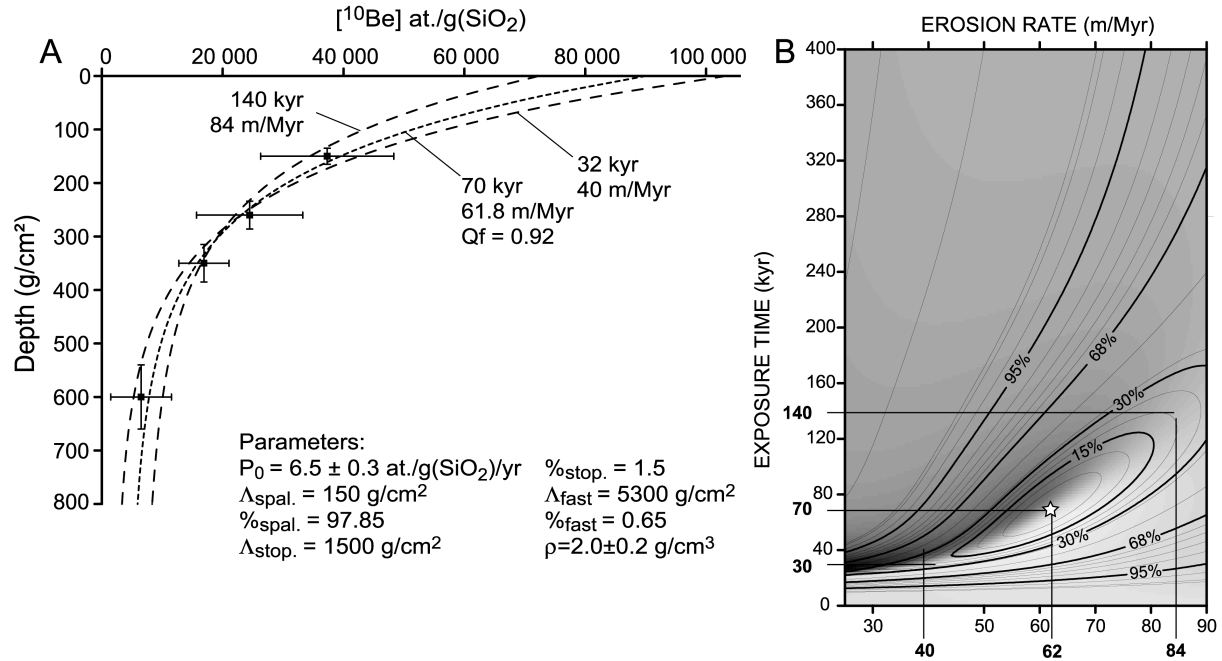 A
[¹⁰Be] at./g(SiO₂)
0
20 000
40 000
60 000
80 000
100 000
Depth (g/cm²)
0
100
200
300
400
500
600
700
800
140 kyr
84 m/Myr
70 kyr
61.8 m/Myr
Qf = 0.92
32 kyr
40 m/Myr
Parameters:
P₀ = 6.5 ± 0.3 at./g(SiO₂)/yr
Λspal. = 150 g/cm²
%spal. = 97.85
Λstop. = 1500 g/cm²
%stop. = 1.5
Λfast = 5300 g/cm²
%fast = 0.65
ρ=2.0±0.2 g/cm³
B
EROSION RATE (m/Myr)
EXPOSURE TIME (kyr)
400
360
320
280
240
200
160
140
120
80
70
40
30
0
95%
68%
30%
15%
30%
68%
95%
30
50
60
70
80
90
40
62
84